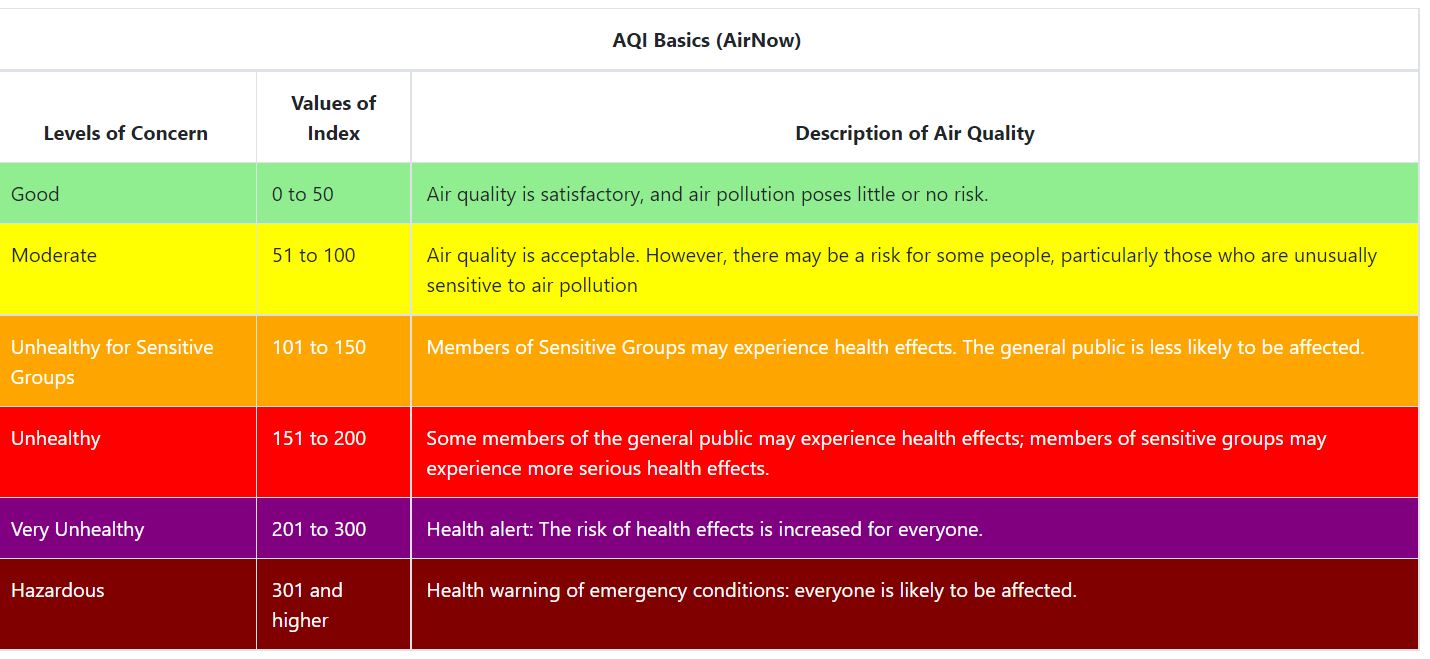 AQI Basics (AirNow)
Levels of Concern
Values of
Index
Description of Air Quality
Good
0 to 50
Air quality is satisfactory, and air pollution poses little or no risk.
Moderate
51 to 100
Air quality is acceptable. However, there may be a risk for some people, particularly those who are unusually
sensitive to air pollution
Unhealthy for Sensitive
Groups
101 to 150
Members of Sensitive Groups may experience health effects. The general public is less likely to be affected.
Unhealthy
151 to 200
Some members of the general public may experience health effects; members of sensitive groups may
experience more serious health effects.
Very Unhealthy
201 to 300
Health alert: The risk of health effects is increased for everyone.
Hazardous
301 and
higher
Health warning of emergency conditions: everyone is likely to be affected.